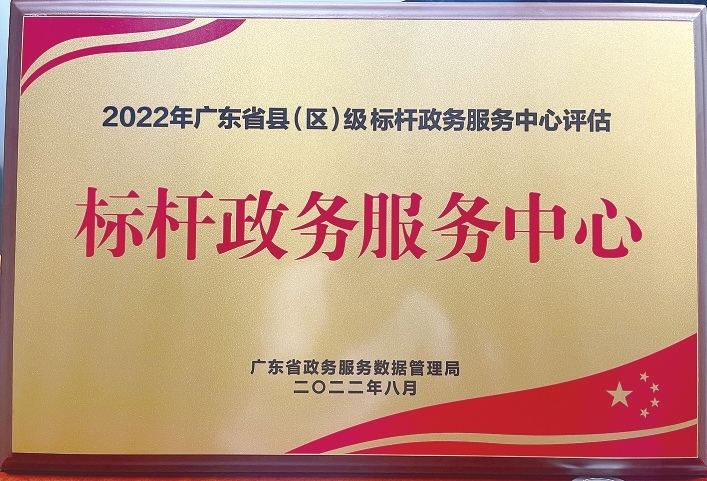 2022年广东省县（区）级标杆政务服务中心评估
标杆政务服务中心
广东省政务服务数据管理局
二〇二二年八月